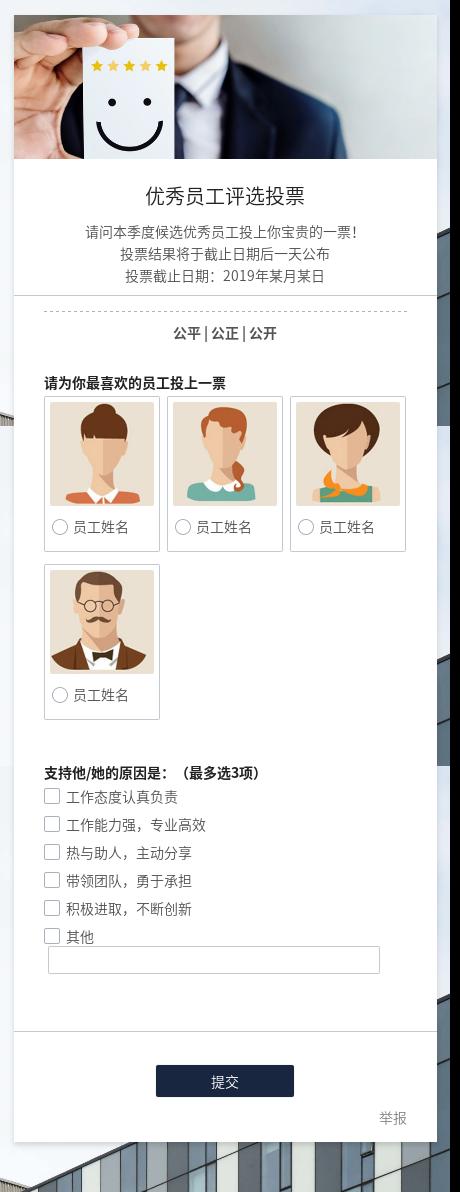 优秀员工评选投票
请问本季度候选优秀员工投上你宝贵的一票！
投票结果将于截止日期后一天公布
投票截止日期：2019年某月某日
公平 | 公正 | 公开
请为你最喜欢的员工投上一票
员工姓名
员工姓名
员工姓名
员工姓名
支持他/她的原因是：（最多选3项）
工作态度认真负责
工作能力强，专业高效
热与助人，主动分享
带领团队，勇于承担
积极进取，不断创新
其他
提交
举报